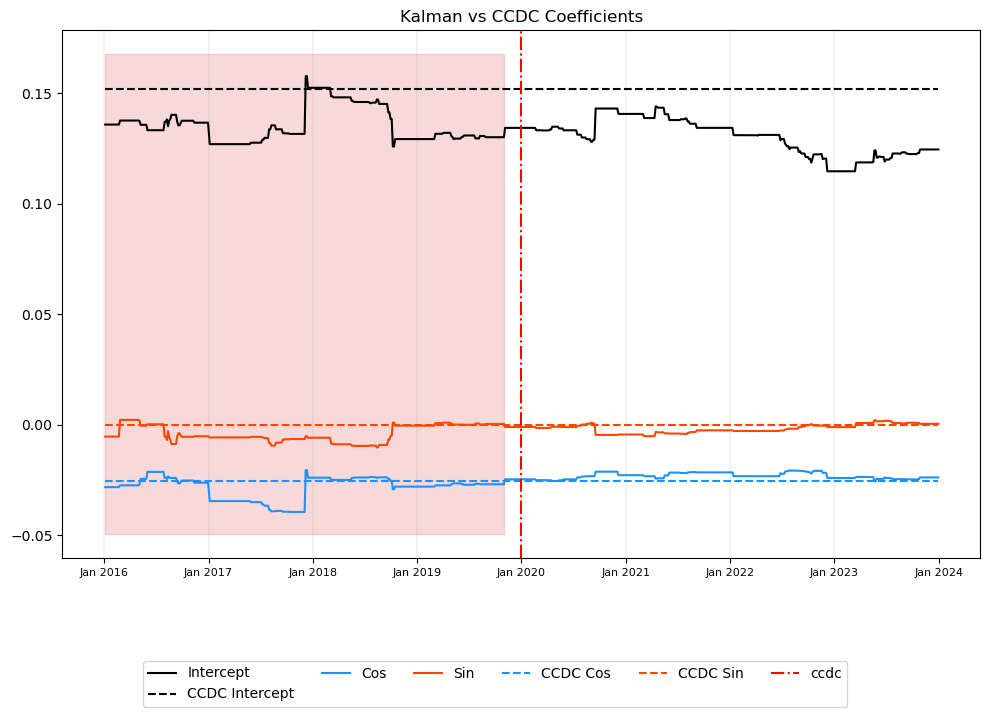 Kalman vs CCDC Coefficients
0.15
0.10
0.05
0.00
−0.05
Jan 2016 Jan 2017 Jan 2018 Jan 2019 Jan 2020 Jan 2021 Jan 2022 Jan 2023 Jan 2024
Intercept Cos Sin CCDC Cos CCDC Sin ccdc
CCDC Intercept